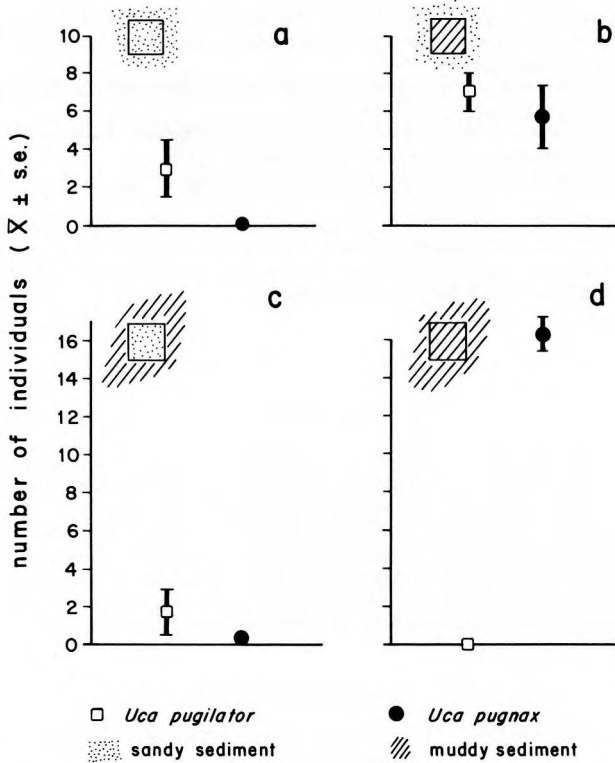 number of individuals (X̄ ± s.e.)
a
10
8
6
4
2
0
b
c
16
14
12
10
8
6
4
2
0
d
Uca pugilator
Uca pugnax
sandy sediment
muddy sediment